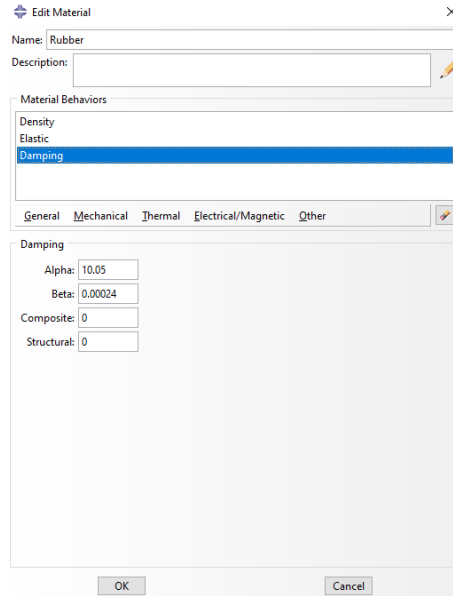 Edit Material
Name: Rubber
Description:
Material Behaviors
Density
Elastic
Damping
General Mechanical Thermal Electrical/Magnetic Other
Damping
Alpha: 10.05
Beta: 0.00024
Composite: 0
Structural: 0
OK Cancel